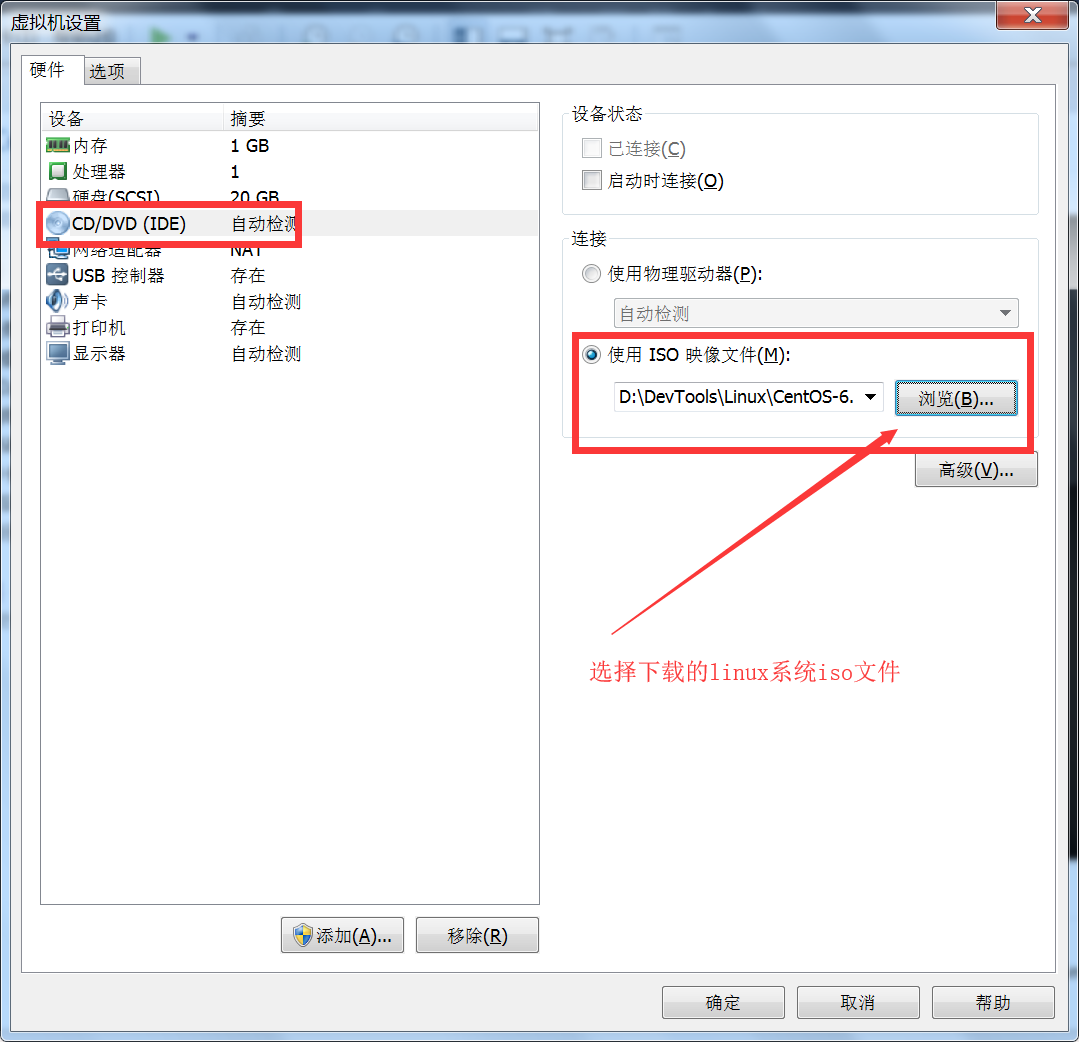 虚拟机设置
硬件 选项
设备 摘要
内存 1 GB
处理器 1
硬盘(SCSI) 20 GB
CD/DVD (IDE) 自动检测
网络适配器 NAT
USB 控制器 存在
声卡 自动检测
打印机 存在
显示器 自动检测
添加(A)... 移除(R)
设备状态
已连接(C)
启动时连接(O)
连接
使用物理驱动器(P):
自动检测
使用 ISO 映像文件(M):
D:\DevTools\Linux\CentOS-6. 浏览(B)...
高级(V)...
选择下载的linux系统iso文件
确定 取消 帮助